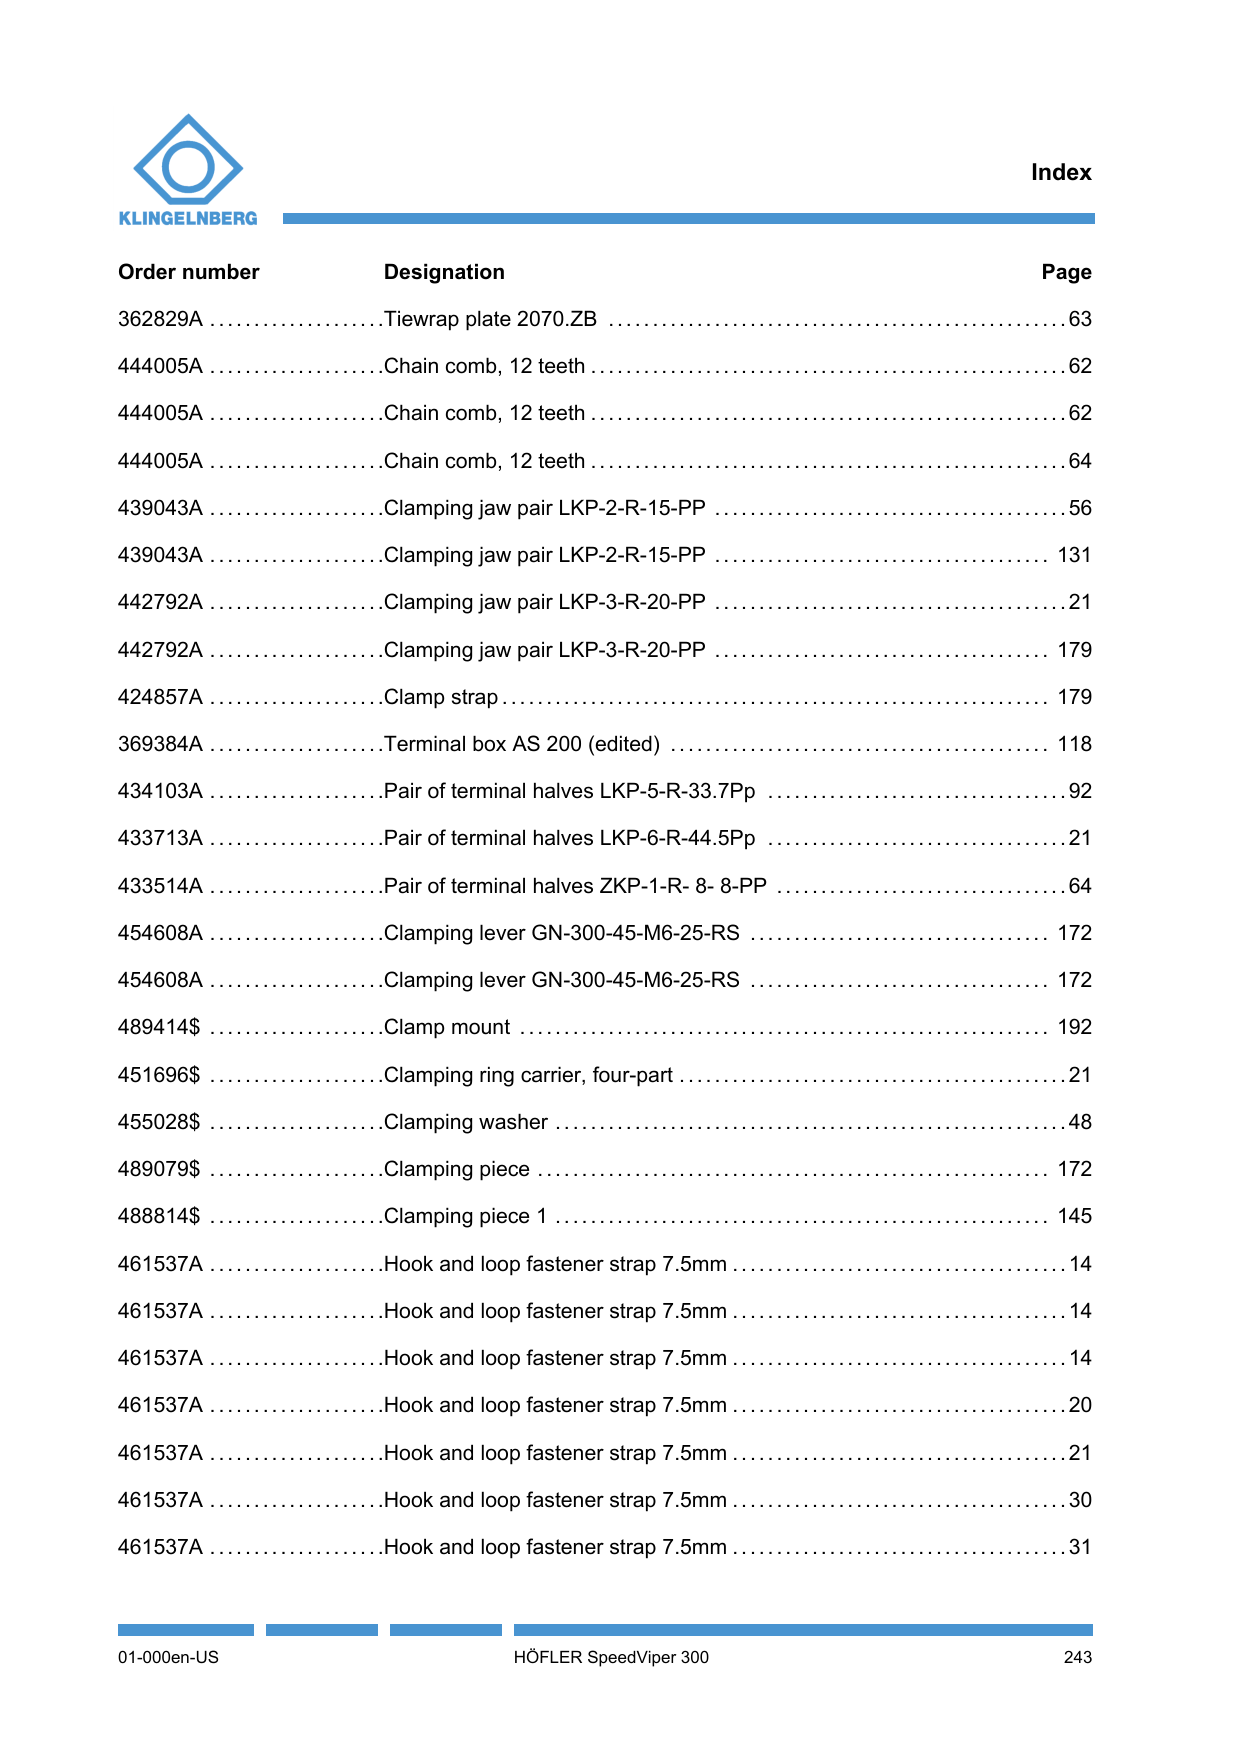 KLINGELNBERG
Index
Order number Designation Page
362829A ....................Tiewrap plate 2070.ZB ....................................................63
444005A ....................Chain comb, 12 teeth ......................................................62
444005A ....................Chain comb, 12 teeth ......................................................62
444005A ....................Chain comb, 12 teeth ......................................................64
439043A ....................Clamping jaw pair LKP-2-R-15-PP ........................................56
439043A ....................Clamping jaw pair LKP-2-R-15-PP ...................................... 131
442792A ....................Clamping jaw pair LKP-3-R-20-PP ........................................21
442792A ....................Clamping jaw pair LKP-3-R-20-PP ...................................... 179
424857A ....................Clamp strap.............................................................. 179
369384A ....................Terminal box AS 200 (edited) ........................................... 118
434103A ....................Pair of terminal halves LKP-5-R-33.7Pp ..................................92
433713A ....................Pair of terminal halves LKP-6-R-44.5Pp ..................................21
433514A ....................Pair of terminal halves ZKP-1-R- 8- 8-PP .................................64
454608A ....................Clamping lever GN-300-45-M6-25-RS .................................. 172
454608A ....................Clamping lever GN-300-45-M6-25-RS .................................. 172
489414$ ....................Clamp mount ............................................................ 192
451696$ ....................Clamping ring carrier, four-part ............................................21
455028$ ....................Clamping washer ..........................................................48
489079$ ....................Clamping piece .......................................................... 172
488814$ ....................Clamping piece 1 ........................................................ 145
461537A ....................Hook and loop fastener strap 7.5mm ......................................14
461537A ....................Hook and loop fastener strap 7.5mm ......................................14
461537A ....................Hook and loop fastener strap 7.5mm ......................................14
461537A ....................Hook and loop fastener strap 7.5mm ......................................20
461537A ....................Hook and loop fastener strap 7.5mm ......................................21
461537A ....................Hook and loop fastener strap 7.5mm ......................................30
461537A ....................Hook and loop fastener strap 7.5mm ......................................31
01-000en-US HÖFLER SpeedViper 300 243